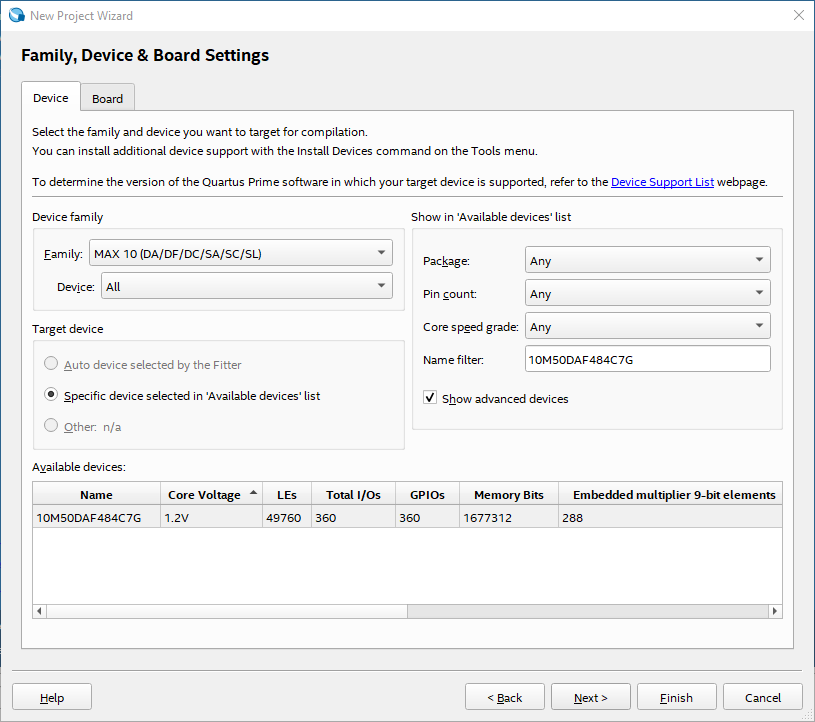 New Project Wizard
Family, Device & Board Settings
Device Board
Select the family and device you want to target for compilation.
You can install additional device support with the Install Devices command on the Tools menu.
To determine the version of the Quartus Prime software in which your target device is supported, refer to the Device Support List webpage.
Device family
Family: MAX 10 (DA/DF/DC/SA/SC/SL)
Device: All
Show in 'Available devices' list
Package: Any
Pin count: Any
Core speed grade: Any
Name filter: 10M50DAF484C7G
Show advanced devices
Target device
Auto device selected by the Fitter
Specific device selected in 'Available devices' list
Other: n/a
Available devices:
Name Core Voltage LEs Total I/Os GPIOs Memory Bits Embedded multiplier 9-bit elements
10M50DAF484C7G 1.2V 49760 360 360 1677312 288
Help < Back Next > Finish Cancel